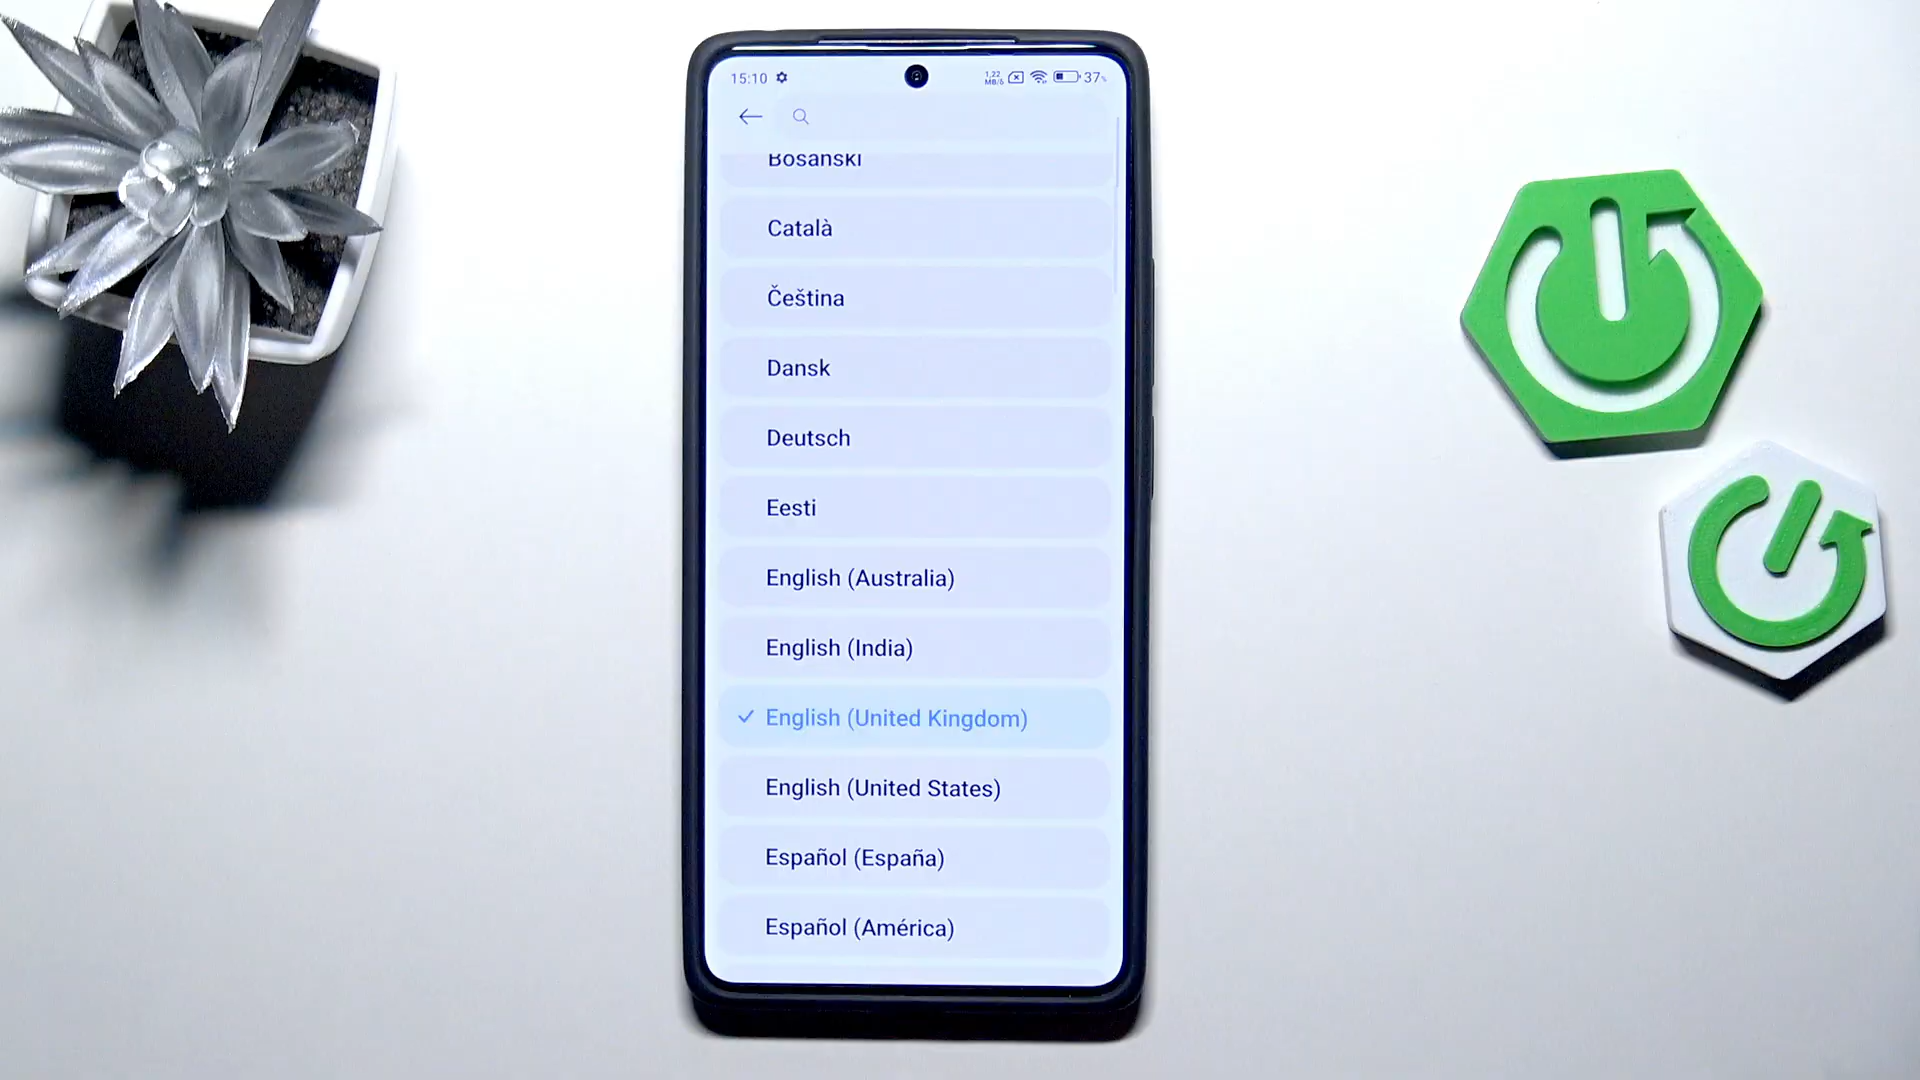 15:10 1,22 MB/б 37%
Bosanski
Català
Čeština
Dansk
Deutsch
Eesti
English (Australia)
English (India)
English (United Kingdom)
English (United States)
Español (España)
Español (América)